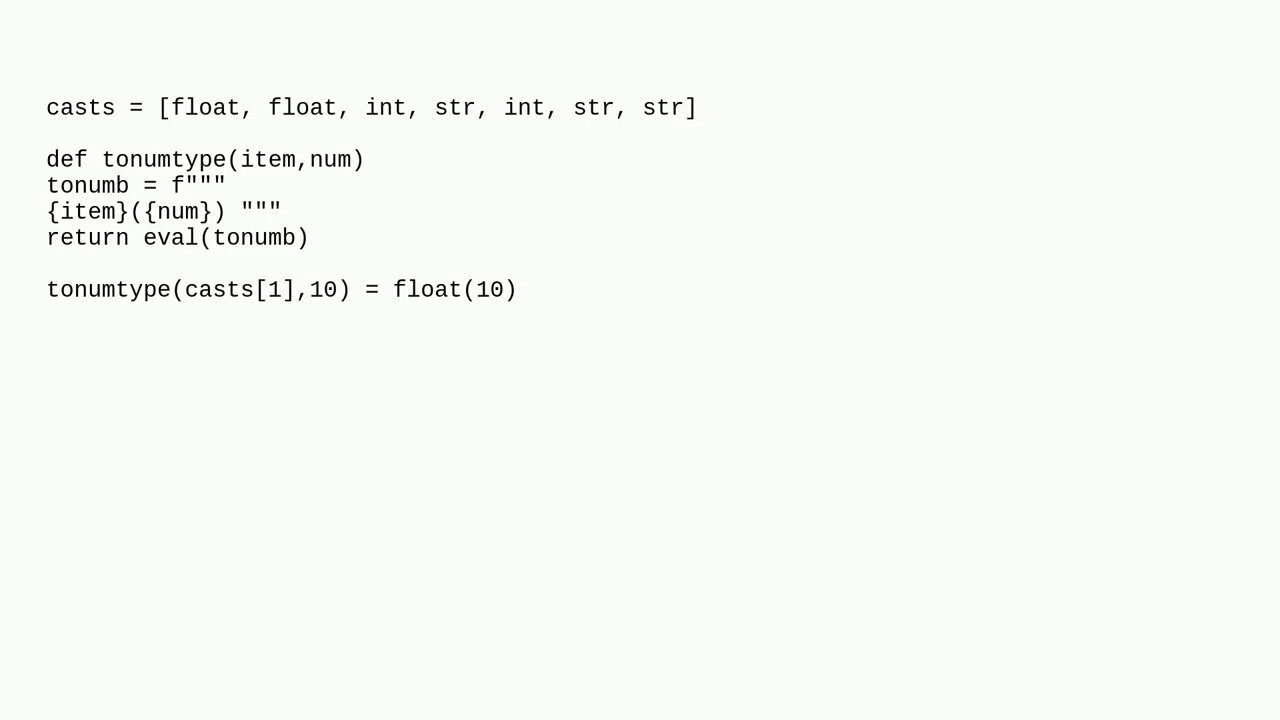 casts = [float, float, int, str, int, str, str]
def tonumtype(item,num)
tonumb = f"""
{item}({num}) """
return eval(tonumb)
tonumtype(casts[1],10) = float(10)